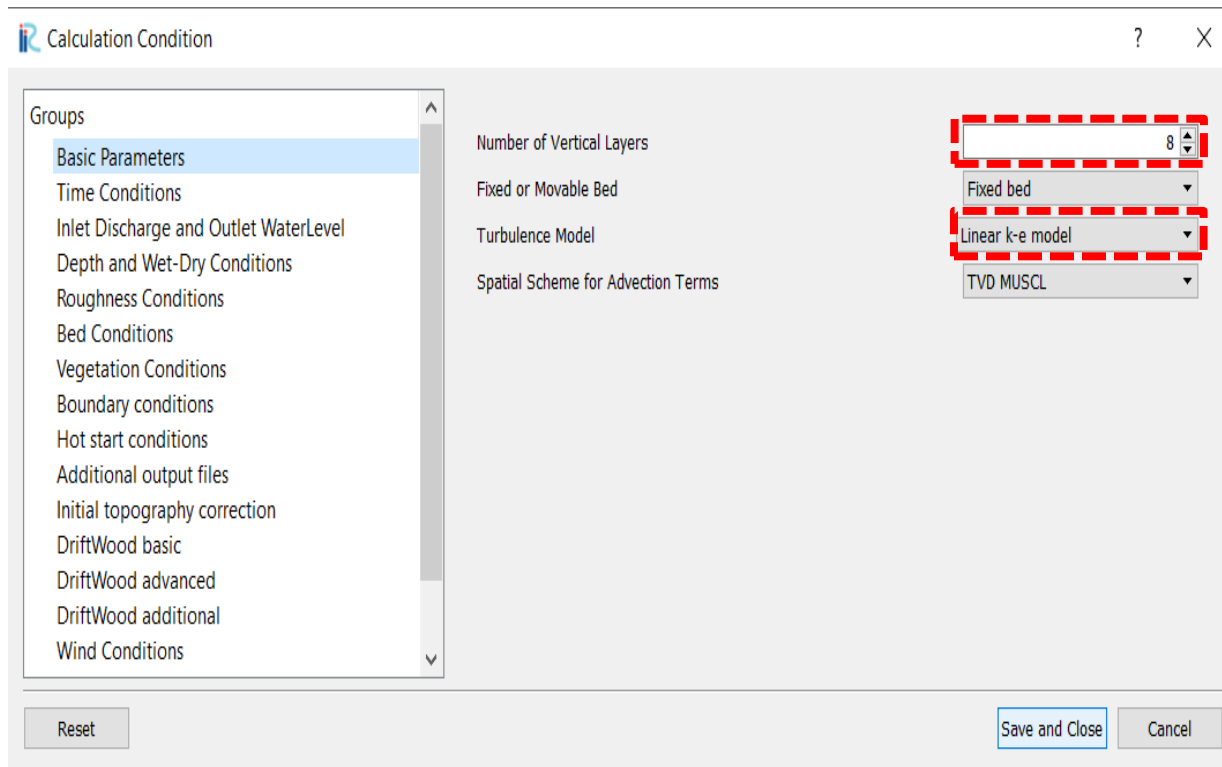 iRIC Calculation Condition ? X
Groups
Basic Parameters
Time Conditions
Inlet Discharge and Outlet WaterLevel
Depth and Wet-Dry Conditions
Roughness Conditions
Bed Conditions
Vegetation Conditions
Boundary conditions
Hot start conditions
Additional output files
Initial topography correction
DriftWood basic
DriftWood advanced
DriftWood additional
Wind Conditions
Number of Vertical Layers 8
Fixed or Movable Bed Fixed bed
Turbulence Model Linear k-e model
Spatial Scheme for Advection Terms TVD MUSCL
Reset Save and Close Cancel